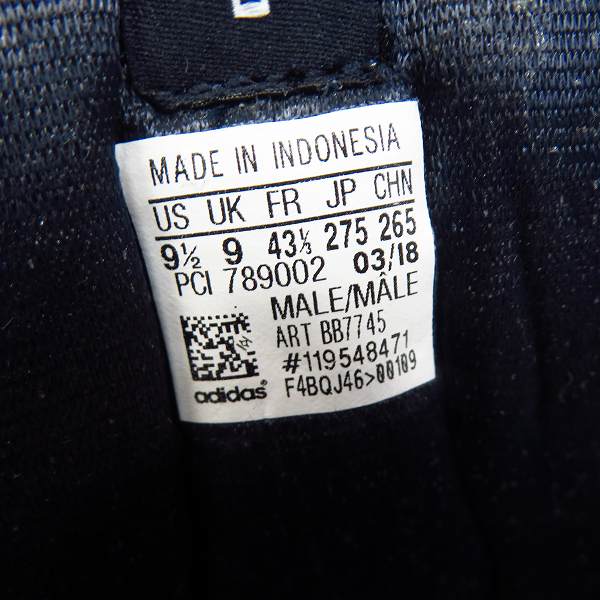 MADE IN INDONESIA
US UK FR JP CHN
9½ 9 43⅓ 275 265
PCI 789002 03/18
MALE/MÂLE
ART BB7745
#119548471
adidas® F4BQJ46>00109